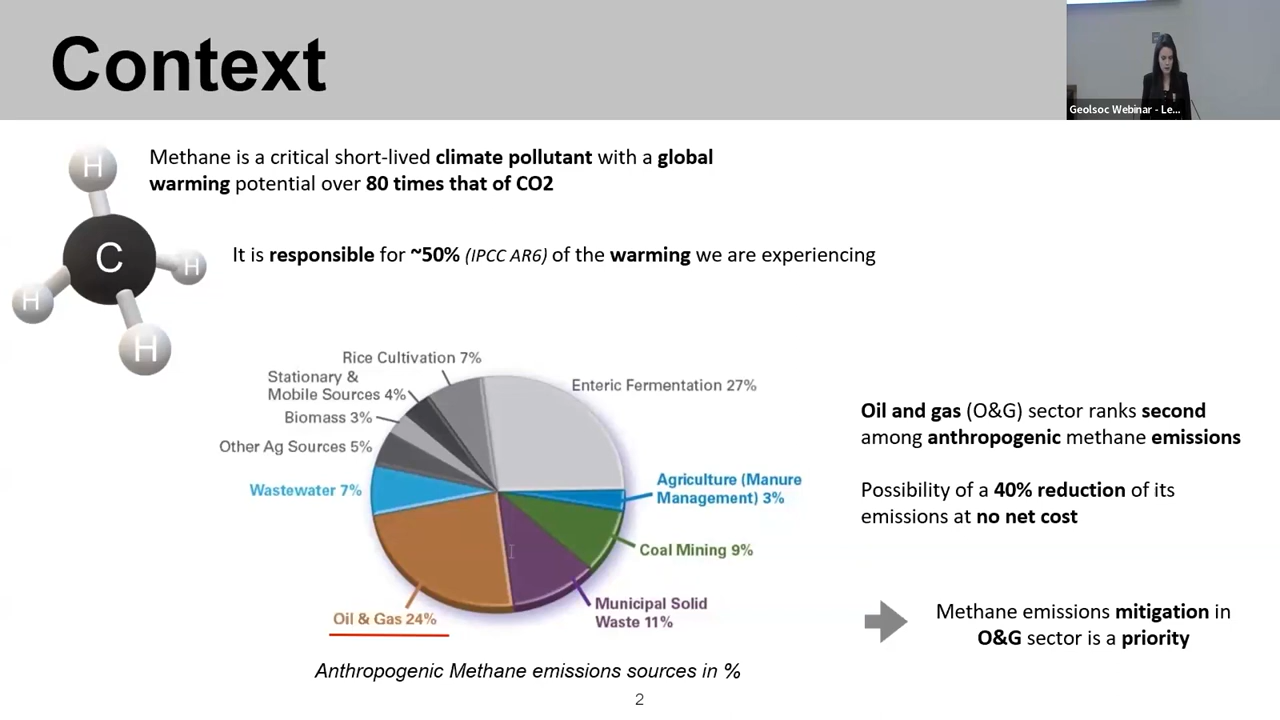 Context
Geolsoc Webinar - Le...
Methane is a critical short-lived climate pollutant with a global
warming potential over 80 times that of CO2
H
C
H
H
H
It is responsible for ~50% (IPCC AR6) of the warming we are experiencing
Rice Cultivation 7%
Stationary &
Mobile Sources 4%
Biomass 3%
Other Ag Sources 5%
Wastewater 7%
Oil & Gas 24%
Enteric Fermentation 27%
Agriculture (Manure
Management) 3%
Coal Mining 9%
Municipal Solid
Waste 11%
Anthropogenic Methane emissions sources in %
Oil and gas (O&G) sector ranks second
among anthropogenic methane emissions
Possibility of a 40% reduction of its
emissions at no net cost
Methane emissions mitigation in
O&G sector is a priority
2